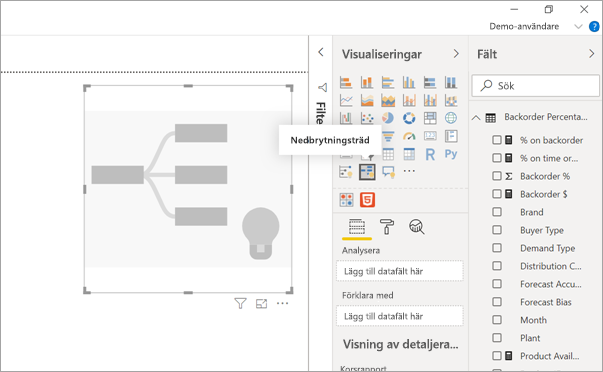 Demo-användare
?
Visualiseringar
Fält
Filte
Sök
Nedbrytningsträd
R
Py
5
Backorder Percenta...
% on backorder
% on time or...
Backorder %
Backorder $
Brand
Buyer Type
Demand Type
Distribution C...
Forecast Accu...
Forecast Bias
Month
Plant
Product Avail...
Analysera
Lägg till datafält här
Förklara med
Lägg till datafält här
Visning av detaljera...
Korsrapport